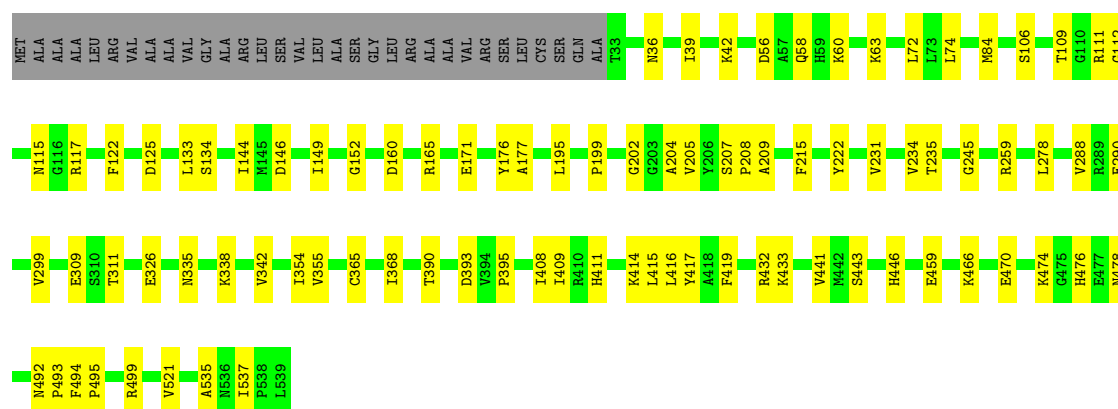 MET ALA ALA ALA LEU ARG VAL ALA ALA VAL GLY ALA ARG LEU SER VAL LEU ALA SER GLY LEU ARG ALA ALA VAL ARG SER LEU CYS SER GLN ALA T33 N36 I39 K42 D56 A57 Q58 H59 K60 K63 L72 L73 L74 M84 S106 T109 G110 R111
N115 G116 R117 F122 D125 L133 S134 I144 M145 D146 I149 G152 D160 R165 E171 Y176 A177 L195 P199 G202 G203 A204 V205 Y206 S207 P208 A209 F215 Y222 V231 V234 T235 G245 R259 L278 V288 R289
V299 E309 S310 T311 E326 N335 K338 V342 I354 V355 C365 I368 T390 D393 V394 P395 I408 I409 R410 H411 K414 L415 L416 Y417 A418 F419 R432 K433 V441 M442 S443 H446 E459 K466 E470 K474 G475 H476 E477 N478
N492 P493 F494 P495 R499 V521 A535 N536 I537 P538 L539